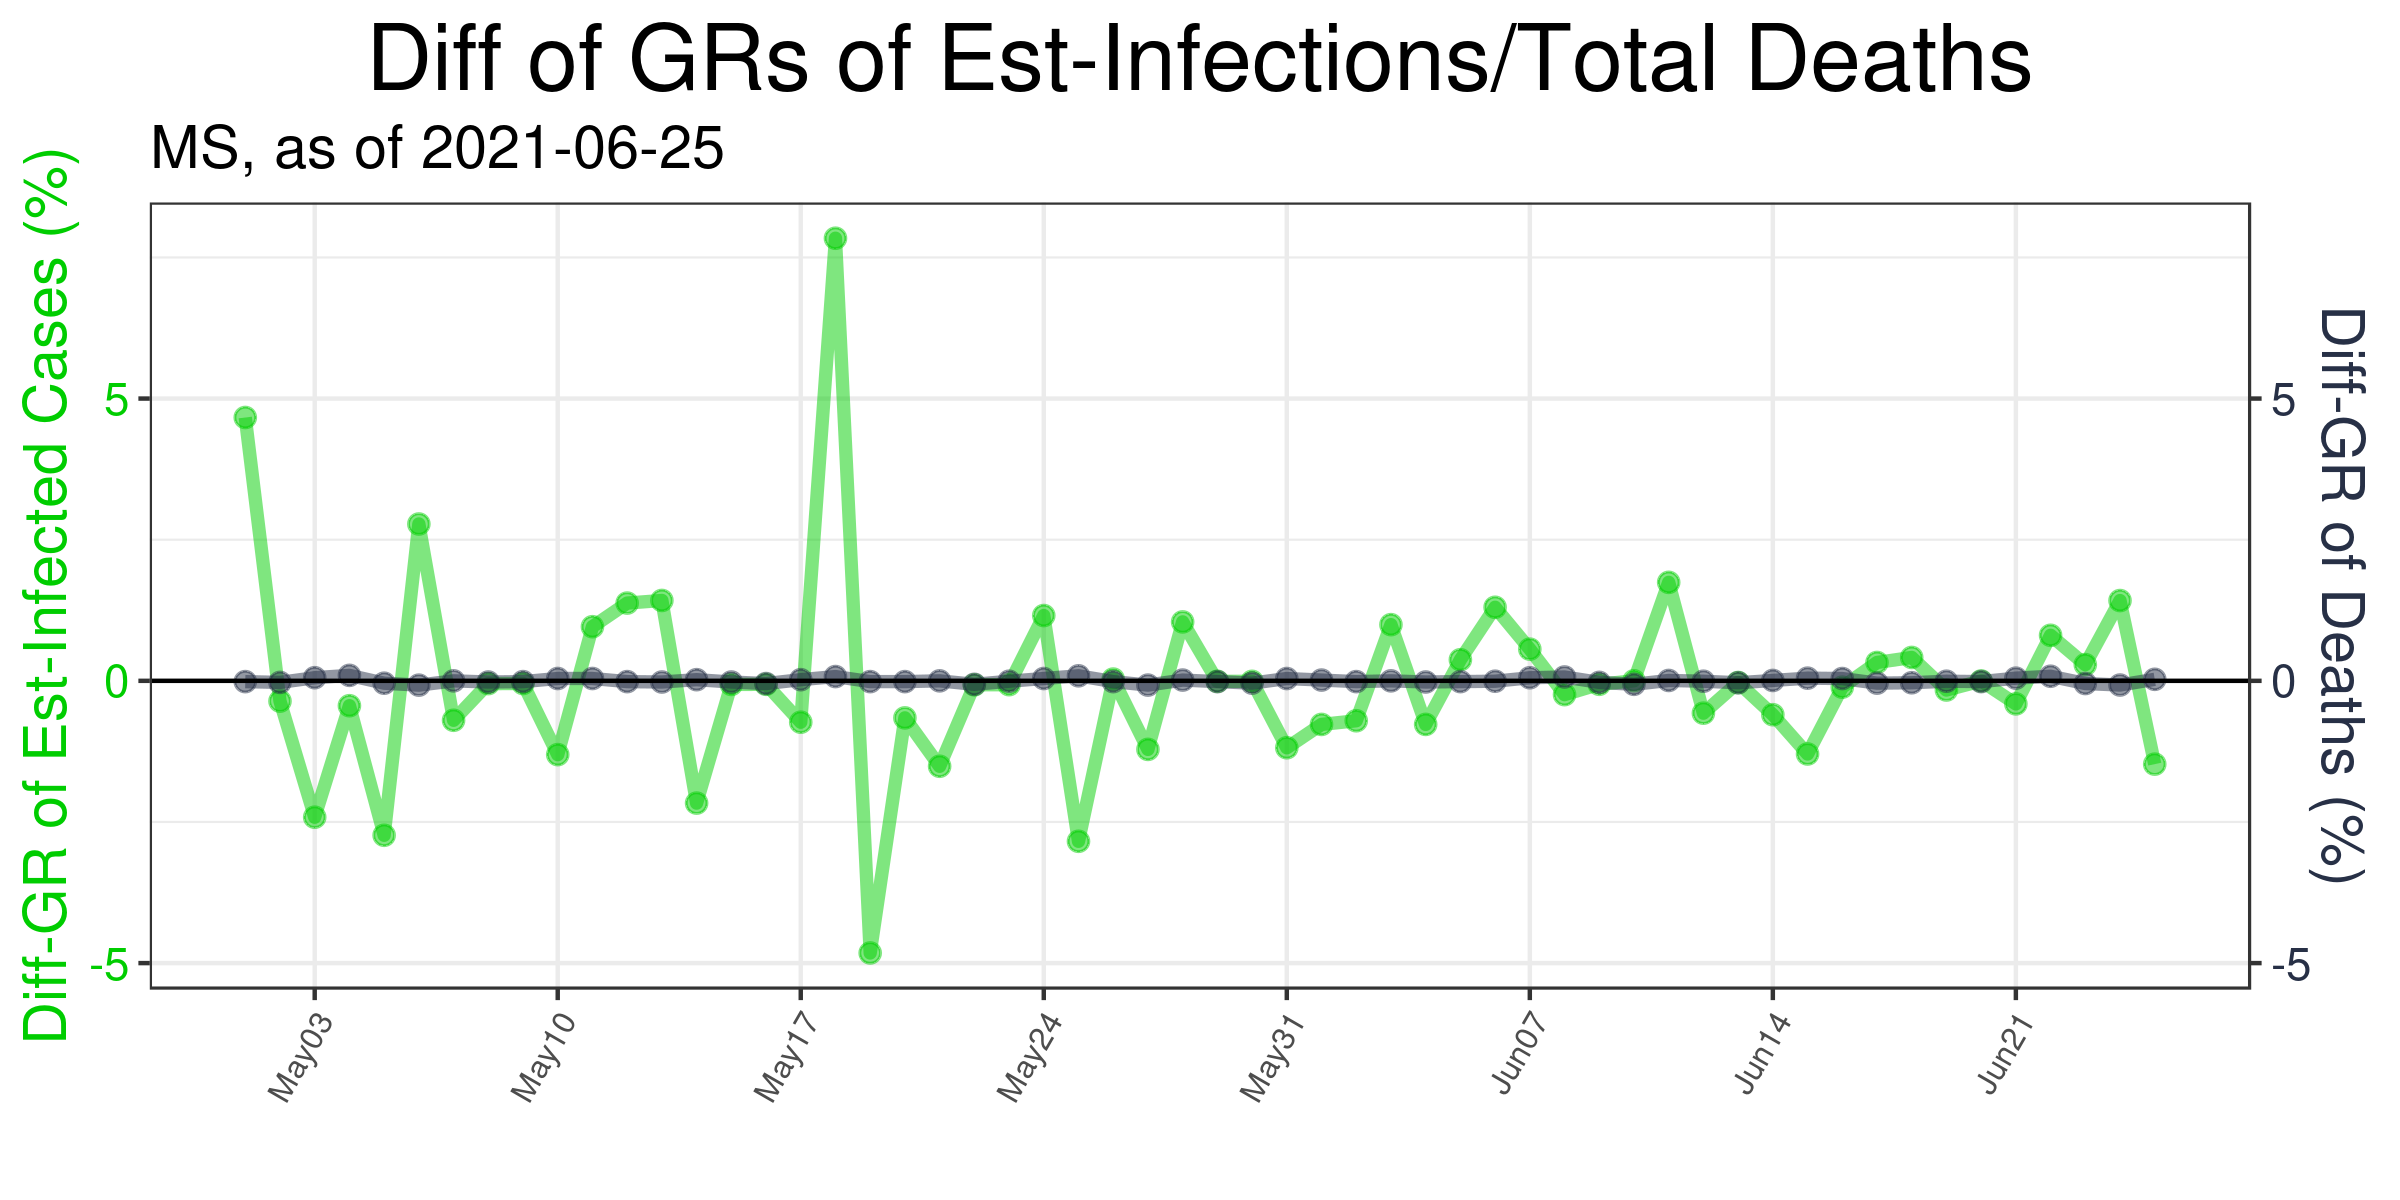 Diff of GRs of Est-Infections/Total Deaths
MS, as of 2021-06-25
Diff-GR of Est-Infected Cases (%)
5
0
-5
5
0
-5
Diff-GR of Deaths (%)
May03
May10
May17
May24
May31
Jun07
Jun14
Jun21